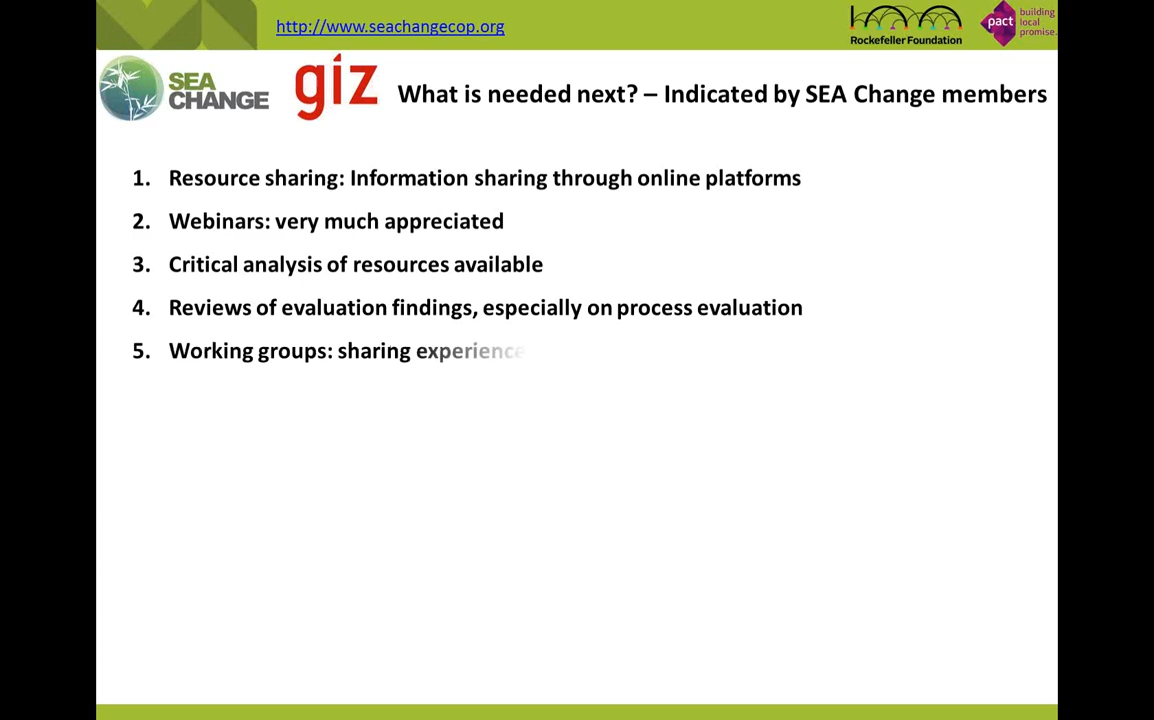 http://www.seachangecop.org
Rockefeller Foundation
pact
building
local
promise.
SEA
CHANGE
giz
What is needed next? – Indicated by SEA Change members
1. Resource sharing: Information sharing through online platforms
2. Webinars: very much appreciated
3. Critical analysis of resources available
4. Reviews of evaluation findings, especially on process evaluation
5. Working groups: sharing experience